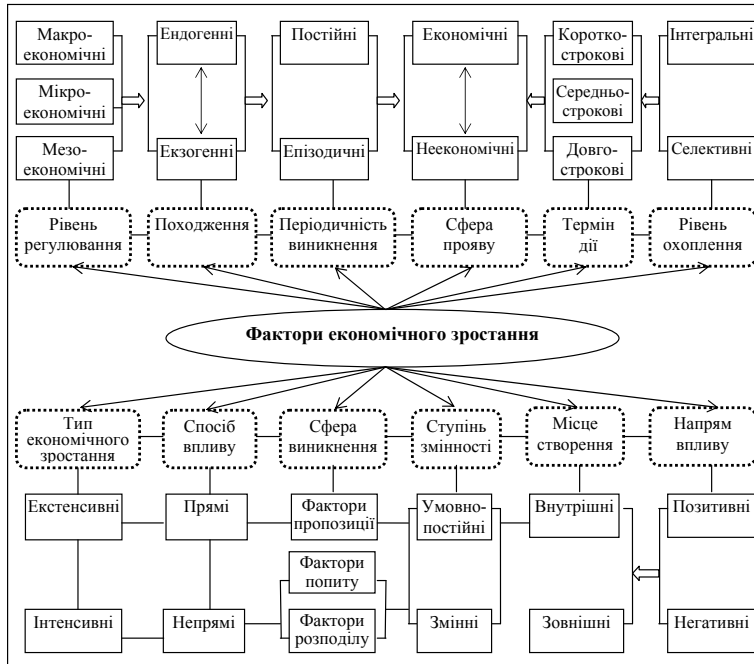 Макро-
економічні
Ендогенні
Постійні
Економічні
Коротко-
строкові
Інтегральні
Мікро-
економічні
Середньо-
строкові
Мезо-
економічні
Екзогенні
Епізодичні
Неекономічні
Довго-
строкові
Селективні
Рівень
регулювання
Походження
Періодичність
виникнення
Сфера
прояву
Термін
дії
Рівень
охоплення
Фактори економічного зростання
Тип
економічного
зростання
Спосіб
впливу
Сфера
виникнення
Ступінь
змінності
Місце
створення
Напрям
впливу
Екстенсивні
Прямі
Фактори
пропозиції
Умовно-
постійні
Внутрішні
Позитивні
Фактори
попиту
Інтенсивні
Непрямі
Фактори
розподілу
Змінні
Зовнішні
Негативні